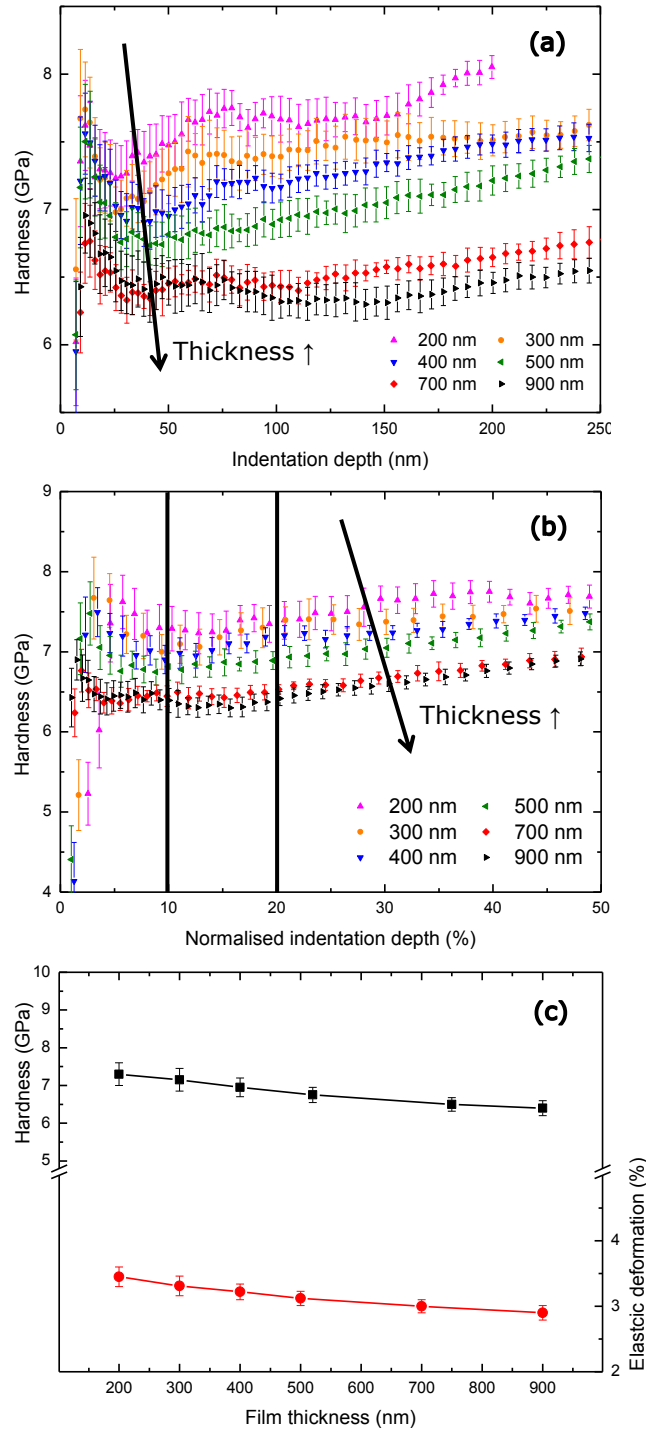 (a)
8
7
6
Hardness (GPa)
Thickness ↑
200 nm 300 nm
400 nm 500 nm
700 nm 900 nm
0 50 100 150 200 250
Indentation depth (nm)
(b)
9
8
7
6
5
4
Hardness (GPa)
Thickness ↑
200 nm 500 nm
300 nm 700 nm
400 nm 900 nm
0 10 20 30 40 50
Normalised indentation depth (%)
(c)
10
9
8
7
6
5
Hardness (GPa)
4
3
2
Elastcic deformation (%)
200 300 400 500 600 700 800 900
Film thickness (nm)